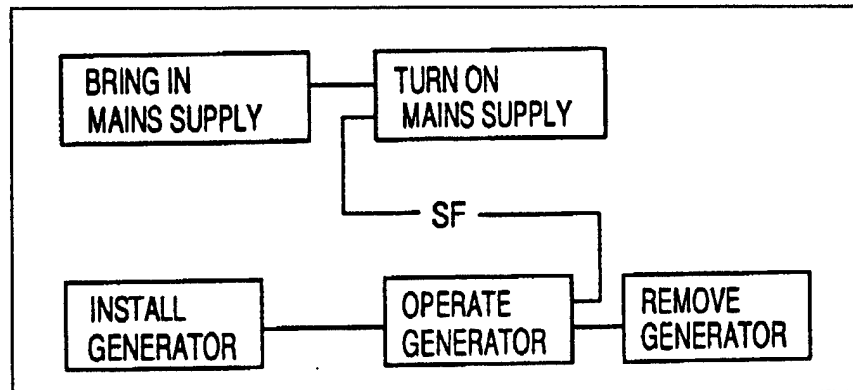 BRING IN
MAINS SUPPLY
TURN ON
MAINS SUPPLY
SF
INSTALL
GENERATOR
OPERATE
GENERATOR
REMOVE
GENERATOR